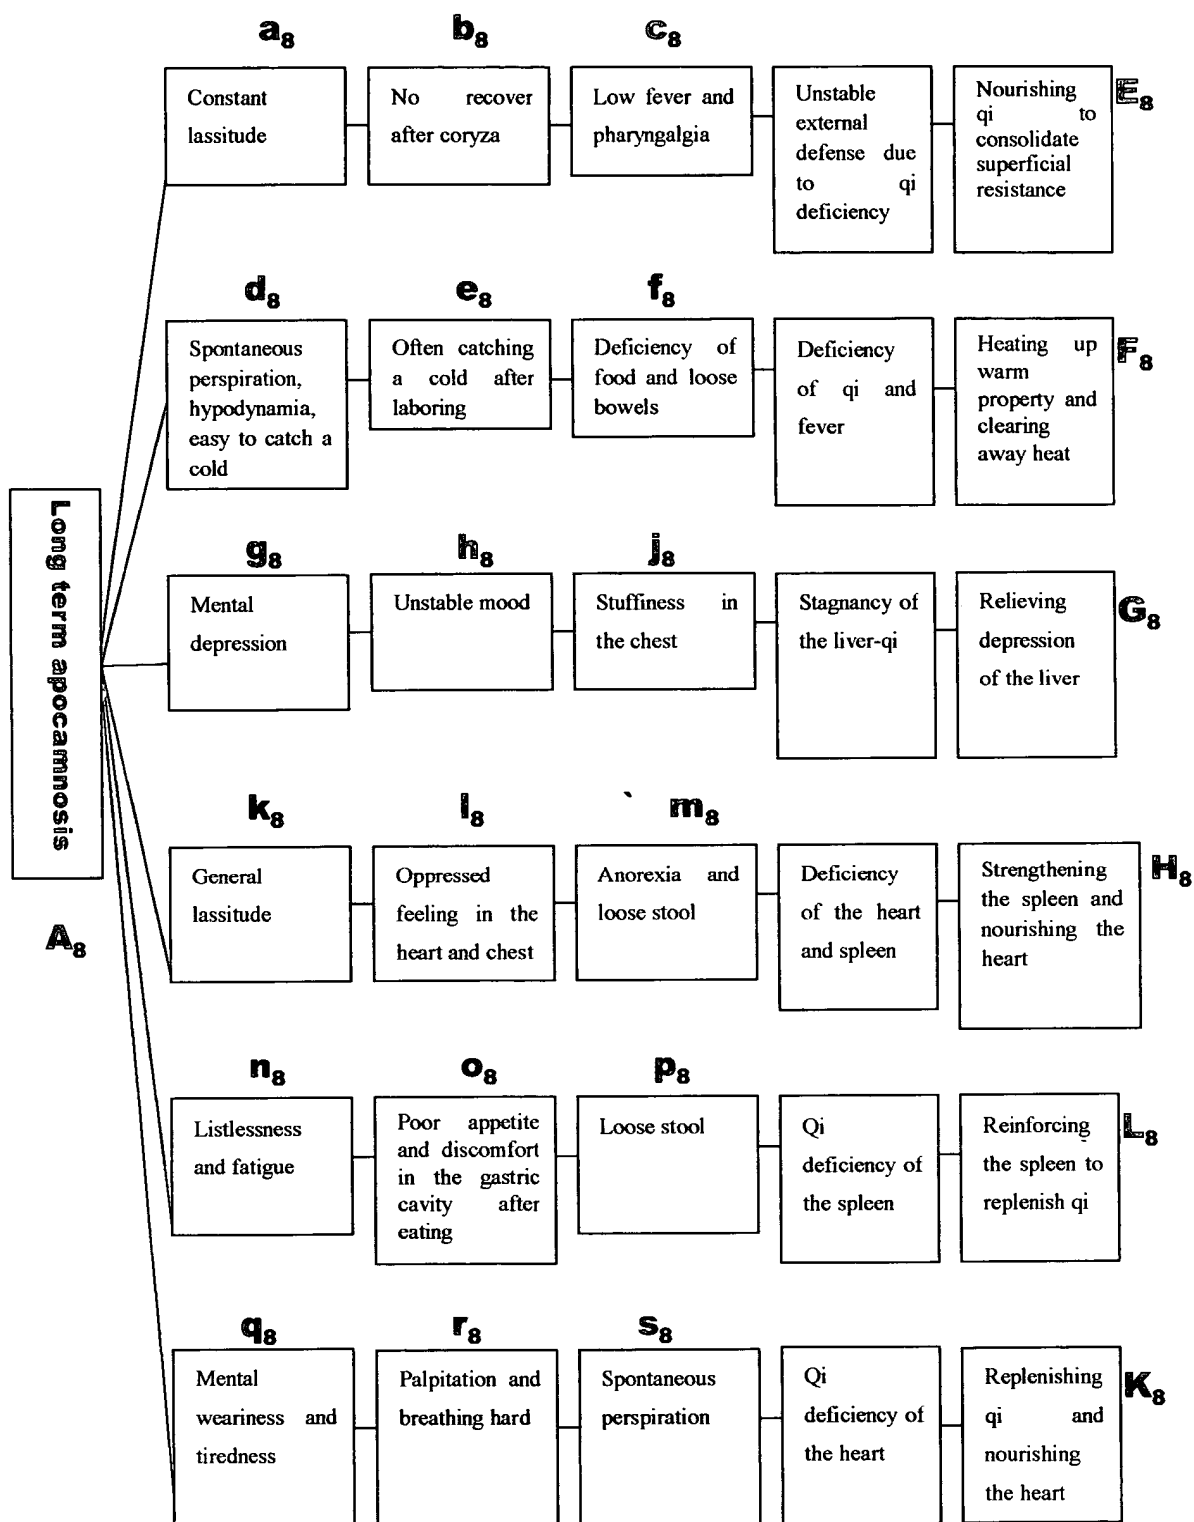 a8 b8 c8
Constant
lassitude
No recover
after coryza
Low fever and
pharyngalgia
Unstable
external
defense due
to qi
deficiency
Nourishing
qi to
consolidate
superficial
resistance
E8
d8 e8 f8
Spontaneous
perspiration,
hypodynamia,
easy to catch a
cold
Often catching
a cold after
laboring
Deficiency of
food and loose
bowels
Deficiency
of qi and
fever
Heating up
warm
property and
clearing
away heat
F8
Long term apocamnosis
A8
g8 h8 j8
Mental
depression
Unstable mood
Stuffiness in
the chest
Stagnancy of
the liver-qi
Relieving
depression
of the liver
G8
k8 l8 m8
General
lassitude
Oppressed
feeling in the
heart and chest
Anorexia and
loose stool
Deficiency
of the heart
and spleen
Strengthening
the spleen and
nourishing the
heart
H8
n8 o8 p8
Listlessness
and fatigue
Poor appetite
and discomfort
in the gastric
cavity after
eating
Loose stool
Qi
deficiency of
the spleen
Reinforcing
the spleen to
replenish qi
L8
q8 r8 s8
Mental
weariness and
tiredness
Palpitation and
breathing hard
Spontaneous
perspiration
Qi
deficiency of
the heart
Replenishing
qi and
nourishing
the heart
K8